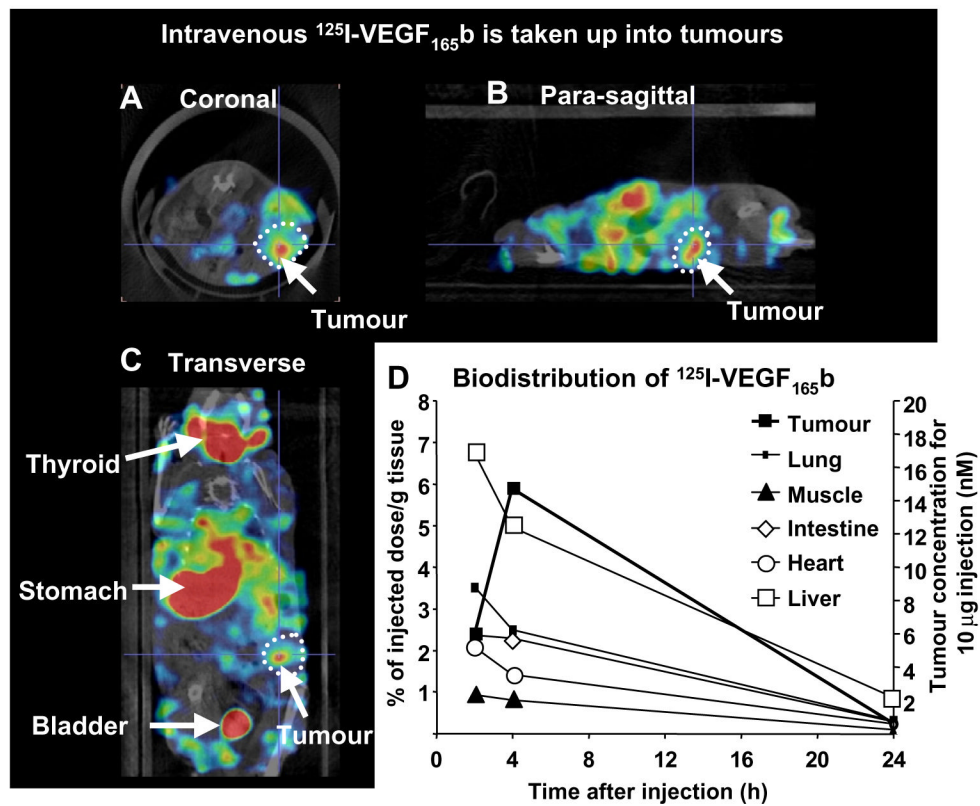 Intravenous ¹²⁵I-VEGF₁₆₅b is taken up into tumours
A
Coronal
Tumour
B
Para-sagittal
Tumour
C
Transverse
Thyroid
Stomach
Bladder
Tumour
D
Biodistribution of ¹²⁵I-VEGF₁₆₅b
% of injected dose/g tissue
8
7
6
5
4
3
2
1
0
4
8
12
16
20
24
Time after injection (h)
Tumour
Lung
Muscle
Intestine
Heart
Liver
20
18
16
14
12
10
8
6
4
2
Tumour concentration for
10 µg injection (nM)